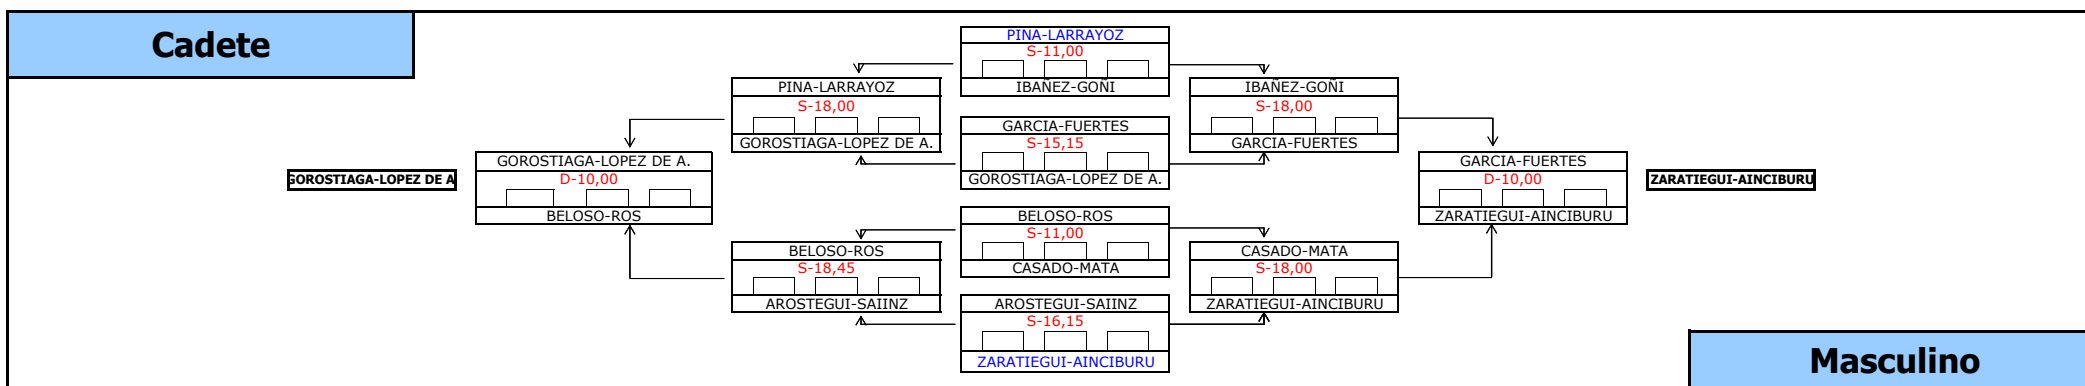 Cadete
PINA-LARRAYOZ
S-11,00
IBAÑEZ-GOÑI
PINA-LARRAYOZ
S-18,00
GOROSTIAGA-LOPEZ DE A.
IBAÑEZ-GOÑI
S-18,00
GARCIA-FUERTES
GARCIA-FUERTES
S-15,15
GOROSTIAGA-LOPEZ DE A.
GOROSTIAGA-LOPEZ DE A
GOROSTIAGA-LOPEZ DE A.
D-10,00
BELOSO-ROS
GARCIA-FUERTES
D-10,00
ZARATIEGUI-AINCIBURU
ZARATIEGUI-AINCIBURU
BELOSO-ROS
S-11,00
CASADO-MATA
BELOSO-ROS
S-18,45
AROSTEGUI-SAIINZ
CASADO-MATA
S-18,00
ZARATIEGUI-AINCIBURU
AROSTEGUI-SAIINZ
S-16,15
ZARATIEGUI-AINCIBURU
Masculino